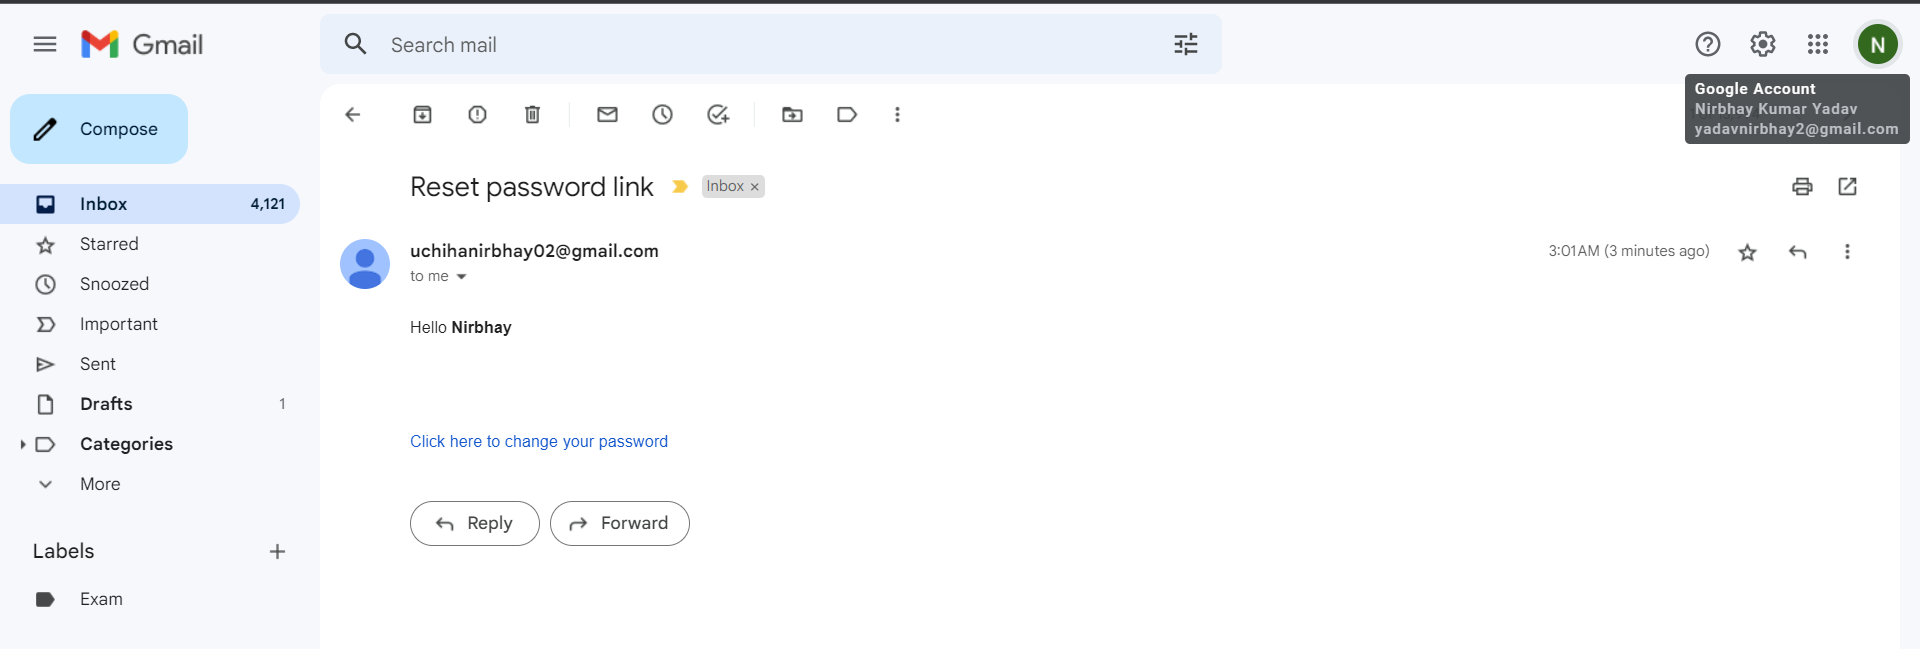 Gmail
Search mail
N
Google Account
Nirbhay Kumar Yadav
yadavnirbhay2@gmail.com
Compose
Inbox 4,121
Starred
Snoozed
Important
Sent
Drafts 1
Categories
More
Labels +
Exam
Reset password link Inbox ×
uchihanirbhay02@gmail.com 3:01 AM (3 minutes ago)
to me
Hello Nirbhay
Click here to change your password
Reply Forward